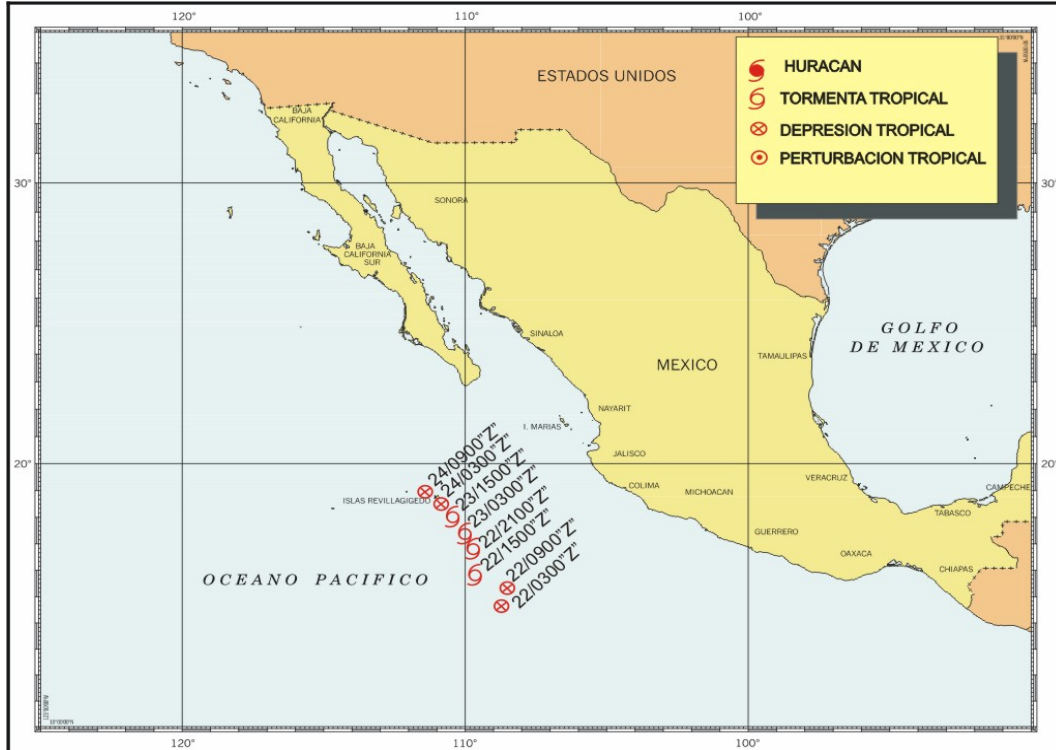 120°
110°
100°
ESTADOS UNIDOS
HURACAN
TORMENTA TROPICAL
DEPRESION TROPICAL
PERTURBACION TROPICAL
BAJA
CALIFORNIA
30°
30°
SONORA
BAJA
CALIFORNIA
SUR
SINALOA
MEXICO
TAMAULIPAS
GOLFO
DE MEXICO
NAYARIT
I. MARIAS
JALISCO
20°
20°
24/0900"Z"
24/0300"Z"
23/1500"Z"
23/0300"Z"
22/2100"Z"
22/1500"Z"
22/0900"Z"
22/0300"Z"
ISLAS REVILLAGIGEDO
COLIMA
MICHOACAN
VERACRUZ
CAMPECHE
TABASCO
GUERRERO
OAXACA
CHIAPAS
OCEANO PACIFICO
120°
110°
100°